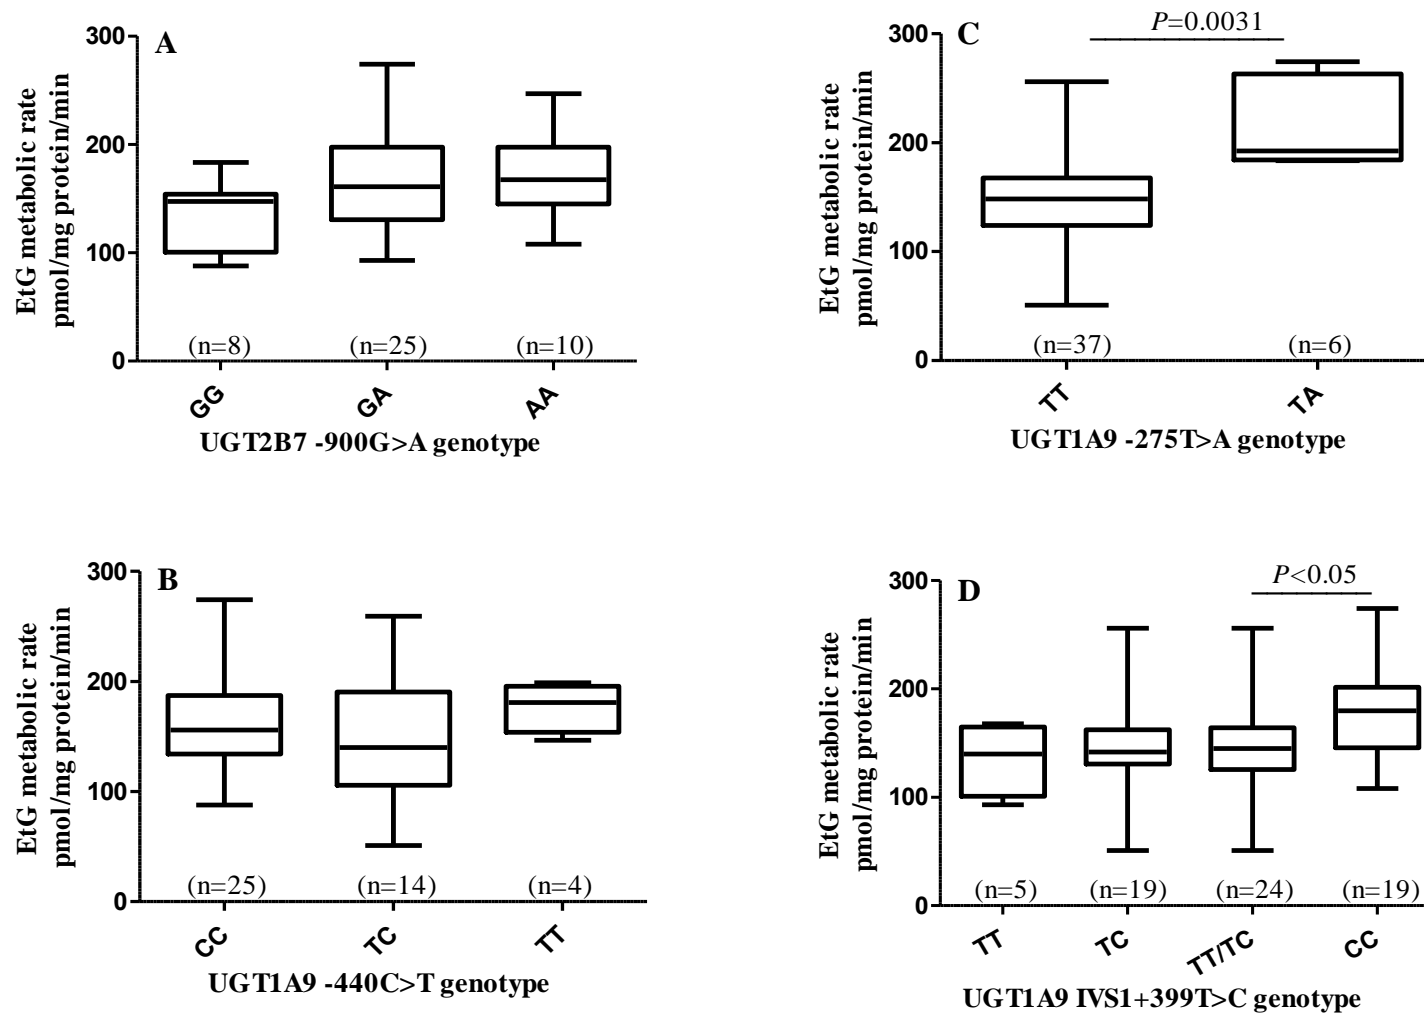 A
EtG metabolic rate
pmol/mg protein/min
300
200
100
0
(n=8)
(n=25)
(n=10)
GG
GA
AA
UGT2B7 -900G>A genotype
C
P=0.0031
EtG metabolic rate
pmol/mg protein/min
300
200
100
0
(n=37)
(n=6)
TT
TA
UGT1A9 -275T>A genotype
B
EtG metabolic rate
pmol/mg protein/min
300
200
100
0
(n=25)
(n=14)
(n=4)
CC
TC
TT
UGT1A9 -440C>T genotype
D
P<0.05
EtG metabolic rate
pmol/mg protein/min
300
200
100
0
(n=5)
(n=19)
(n=24)
(n=19)
TT
TC
TT/TC
CC
UGT1A9 IVS1+399T>C genotype